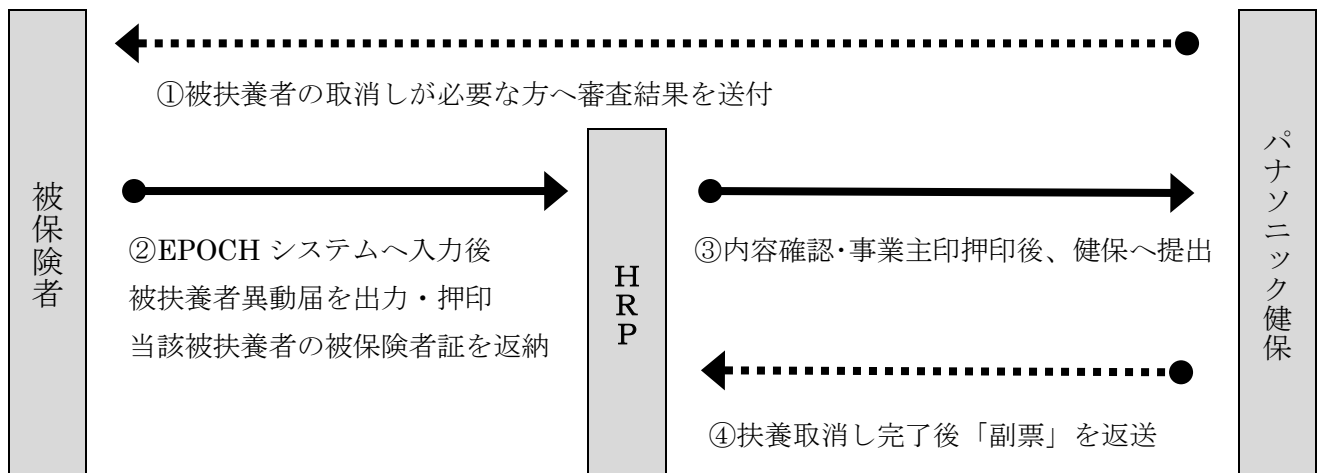 ①被扶養者の取消しが必要な方へ審査結果を送付
被保険者
②EPOCH システムへ入力後
被扶養者異動届を出力・押印
当該被扶養者の被保険者証を返納
HRP
③内容確認・事業主印押印後、健保へ提出
④扶養取消し完了後「副票」を返送
パナソニック健保